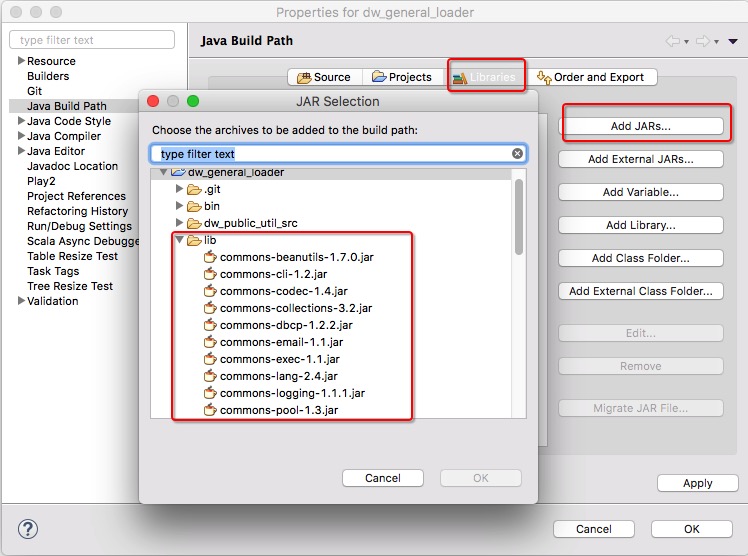 Properties for dw_general_loader
type filter text
Resource
Builders
Git
Java Build Path
Java Code Style
Java Compiler
Java Editor
Javadoc Location
Play2
Project References
Refactoring History
Run/Debug Settings
Scala Async Debugge
Table Resize Test
Task Tags
Tree Resize Test
Validation
Java Build Path
Source
Projects
Libraries
Order and Export
JAR Selection
Choose the archives to be added to the build path:
type filter text
dw_general_loader
.git
bin
dw_public_util_src
lib
commons-beanutils-1.7.0.jar
commons-cli-1.2.jar
commons-codec-1.4.jar
commons-collections-3.2.jar
commons-dbcp-1.2.2.jar
commons-email-1.1.jar
commons-exec-1.1.jar
commons-lang-2.4.jar
commons-logging-1.1.1.jar
commons-pool-1.3.jar
Cancel
OK
Add JARs...
Add External JARs...
Add Variable...
Add Library...
Add Class Folder...
Add External Class Folder...
Edit...
Remove
Migrate JAR File...
Apply
?
Cancel
OK